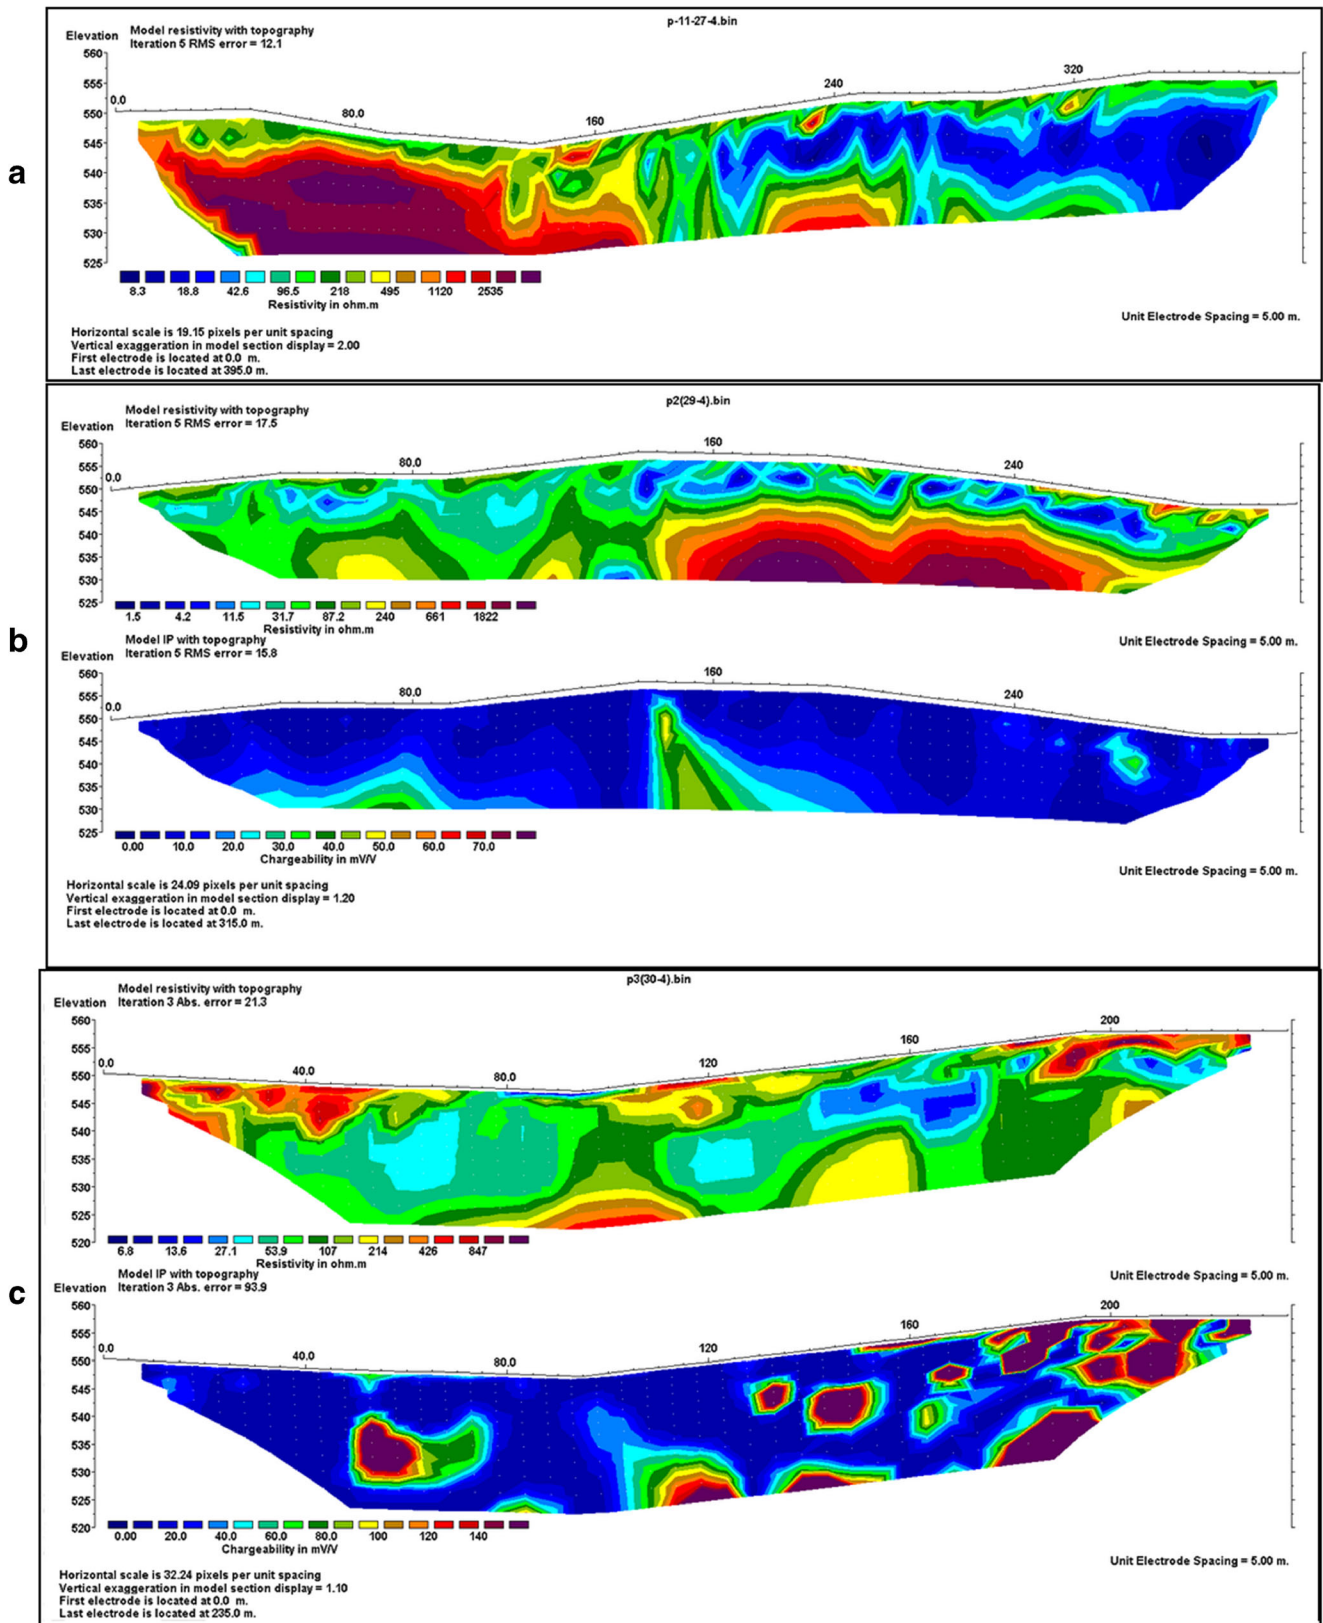 a
p-11-27-4.bin
Model resistivity with topography
Elevation Iteration 5 RMS error = 12.1
560
555
550
545
540
535
530
525
0.0 80.0 160 240 320
8.3 18.8 42.6 96.5 218 495 1120 2535
Resistivity in ohm.m
Unit Electrode Spacing = 5.00 m.
Horizontal scale is 19.15 pixels per unit spacing
Vertical exaggeration in model section display = 2.00
First electrode is located at 0.0 m.
Last electrode is located at 395.0 m.
b
p2(29-4).bin
Model resistivity with topography
Elevation Iteration 5 RMS error = 17.5
560
555
550
545
540
535
530
525
0.0 80.0 160 240
1.5 4.2 11.5 31.7 87.2 240 661 1822
Resistivity in ohm.m
Unit Electrode Spacing = 5.00 m.
Model IP with topography
Elevation Iteration 5 RMS error = 15.8
560
555
550
545
540
535
530
525
0.0 80.0 160 240
0.00 10.0 20.0 30.0 40.0 50.0 60.0 70.0
Chargeability in mV/V
Unit Electrode Spacing = 5.00 m.
Horizontal scale is 24.09 pixels per unit spacing
Vertical exaggeration in model section display = 1.20
First electrode is located at 0.0 m.
Last electrode is located at 315.0 m.
c
p3(30-4).bin
Model resistivity with topography
Elevation Iteration 3 Abs. error = 21.3
560
555
550
545
540
535
530
525
520
0.0 40.0 80.0 120 160 200
6.8 13.6 27.1 53.9 107 214 426 847
Resistivity in ohm.m
Unit Electrode Spacing = 5.00 m.
Model IP with topography
Elevation Iteration 3 Abs. error = 93.9
560
555
550
545
540
535
530
525
520
0.0 40.0 80.0 120 160 200
0.00 20.0 40.0 60.0 80.0 100 120 140
Chargeability in mV/V
Unit Electrode Spacing = 5.00 m.
Horizontal scale is 32.24 pixels per unit spacing
Vertical exaggeration in model section display = 1.10
First electrode is located at 0.0 m.
Last electrode is located at 235.0 m.